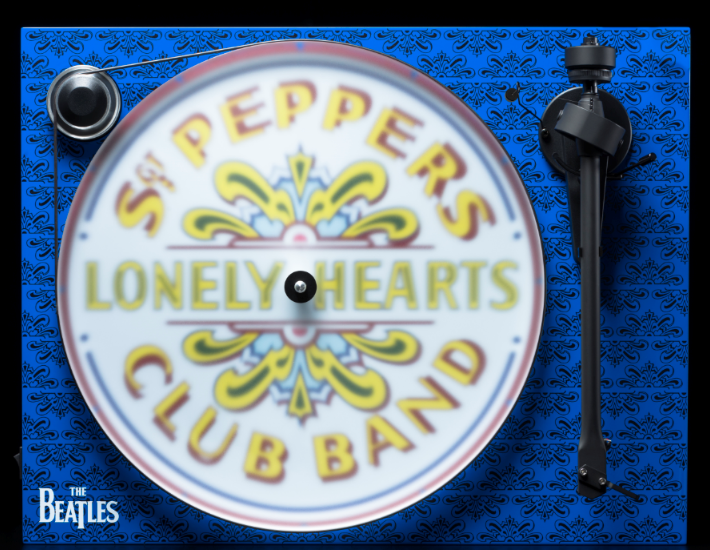 Sgt PEPPERS
LONELY HEARTS
CLUB BAND
THE
BEATLES